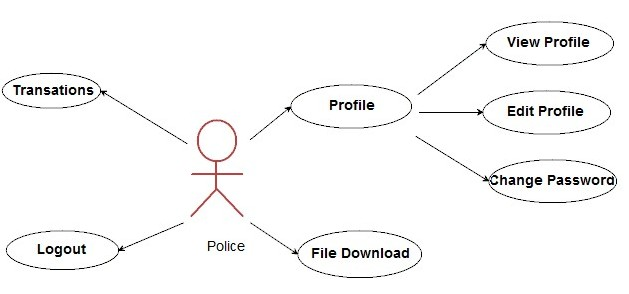 View Profile
Transations
Profile
Edit Profile
Change Password
Police
Logout
File Download